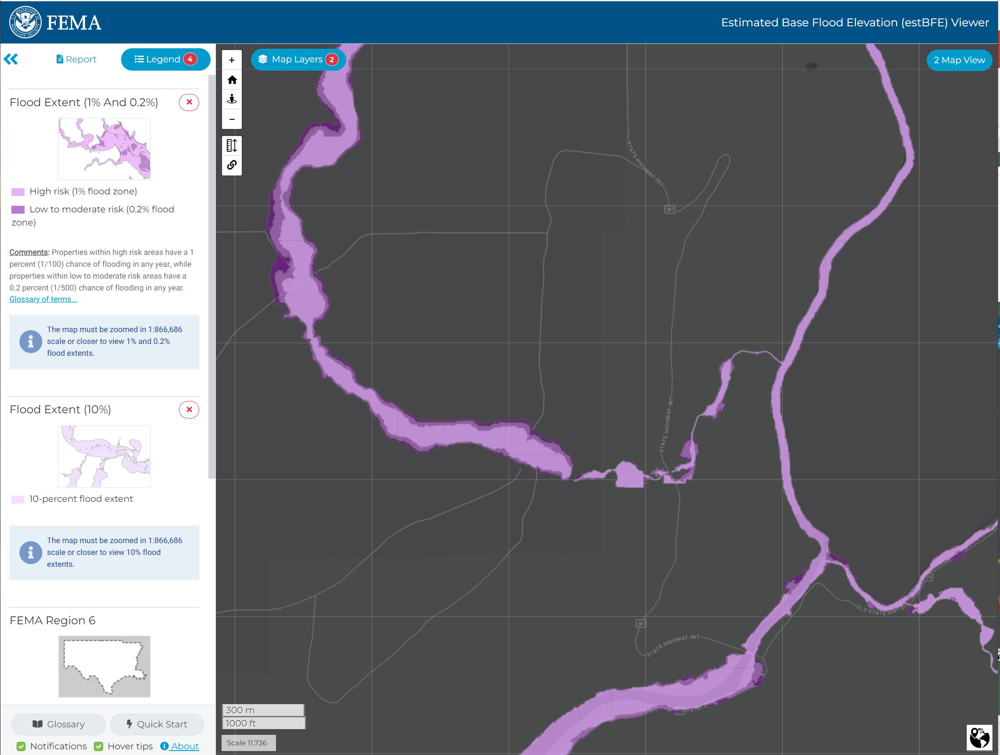 U.S. DEPARTMENT OF
HOMELAND SECURITY
FEMA
Estimated Base Flood Elevation (estBFE) Viewer
Report
Legend 4
Map Layers 2
2 Map View
+
−
Flood Extent (1% And 0.2%)
High risk (1% flood zone)
Low to moderate risk (0.2% flood
zone)
Comments: Properties within high risk areas have a 1
percent (1/100) chance of flooding in any year, while
properties within low to moderate risk areas have a
0.2 percent (1/500) chance of flooding in any year.
Glossary of terms...
The map must be zoomed in 1:866,686
scale or closer to view 1% and 0.2%
flood extents.
Flood Extent (10%)
10-percent flood extent
The map must be zoomed in 1:866,686
scale or closer to view 10% flood
extents.
FEMA Region 6
Glossary
Quick Start
Notifications
Hover tips
About
STATE-HIGHWAY-567
567
STATE-HIGHWAY-567
570
OLD STATE-HWY-570
567
STATE-HIGHWAY-567
300 m
1000 ft
Scale 11,736